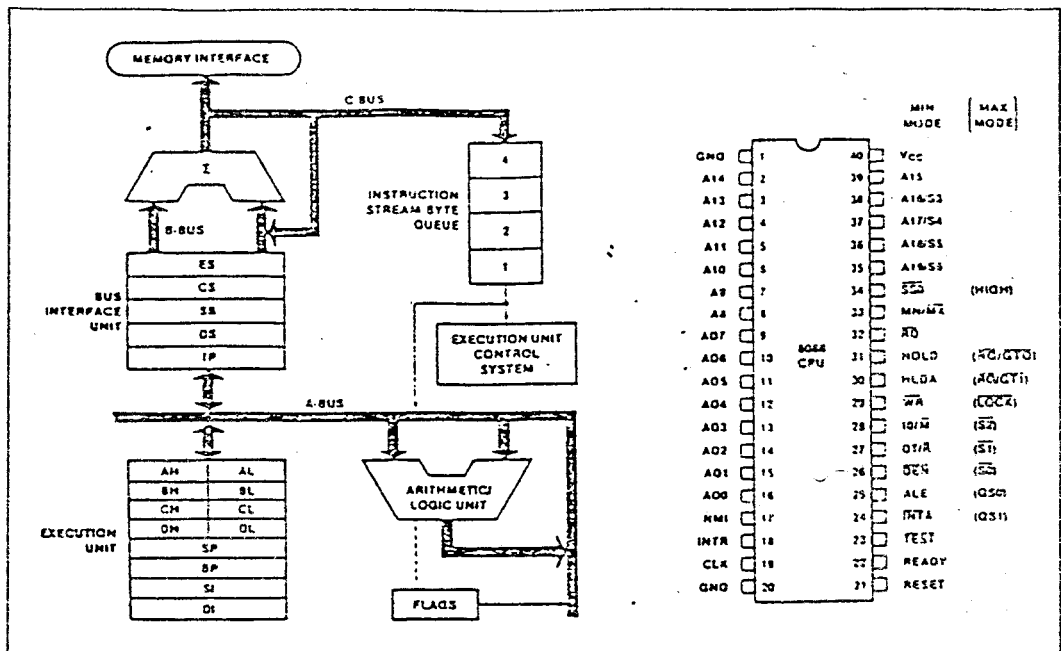 MEMORY INTERFACE
C-BUS
Σ
B-BUS
INSTRUCTION
STREAM BYTE
QUEUE
4
3
2
1
ES
CS
SS
DS
IP
BUS
INTERFACE
UNIT
EXECUTION UNIT
CONTROL
SYSTEM
A-BUS
AH AL
BH BL
CH CL
DH DL
SP
BP
SI
DI
EXECUTION
UNIT
ARITHMETIC/
LOGIC UNIT
FLAGS
MIN
MODE
MAX
MODE
8088
CPU
GND 1 40 VCC
A14 2 39 A15
A13 3 38 A16/S3
A12 4 37 A17/S4
A11 5 36 A18/S5
A10 6 35 A19/S6
A9 7 34 SS0 (HIGH)
A8 8 33 MN/MX
AD7 9 32 RD
AD6 10 31 HOLD (RQ/GT0)
AD5 11 30 HLDA (RQ/GT1)
AD4 12 29 WR (LOCK)
AD3 13 28 IO/M (S2)
AD2 14 27 DT/R (S1)
AD1 15 26 DEN (S0)
AD0 16 25 ALE (QS0)
NMI 17 24 INTA (QS1)
INTR 18 23 TEST
CLK 19 22 READY
GND 20 21 RESET